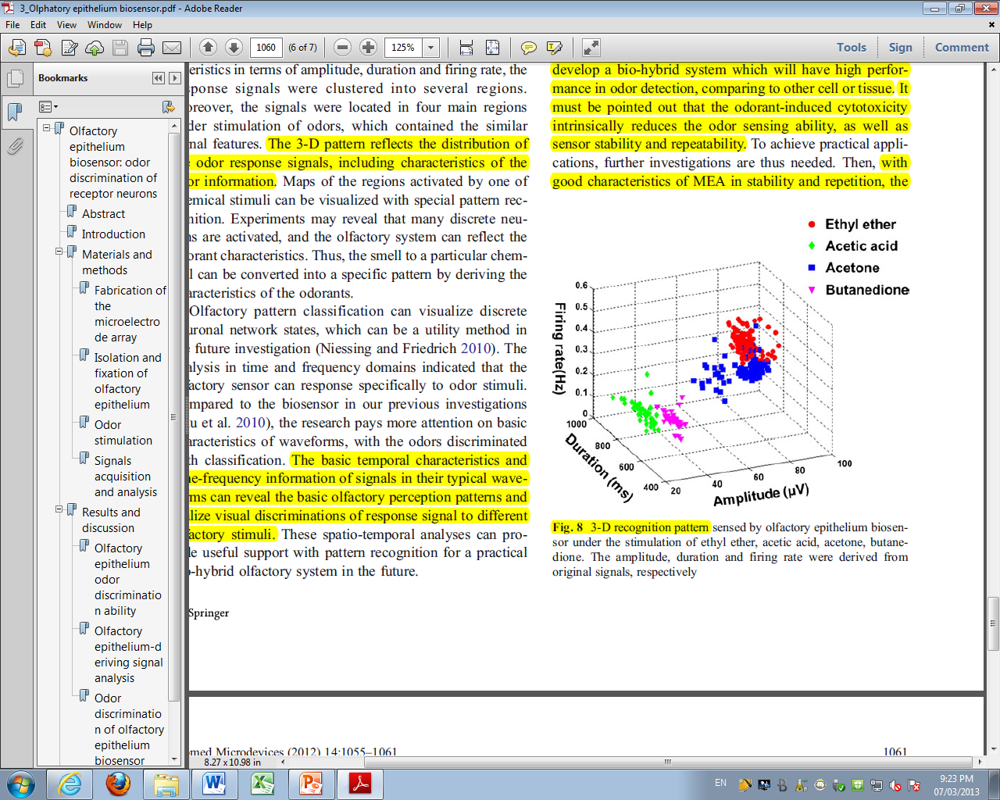 3_Olphatory epithelium biosensor.pdf - Adobe Reader
File Edit View Window Help
1060 (6 of 7) 125% Tools Sign Comment
Bookmarks
Olfactory
epithelium
biosensor: odor
discrimination of
receptor neurons
Abstract
Introduction
Materials and
methods
Fabrication of
the
microelectro
de array
Isolation and
fixation of
olfactory
epithelium
Odor
stimulation
Signals
acquisition
and analysis
Results and
discussion
Olfactory
epithelium
odor
discriminatio
n ability
Olfactory
epithelium-d
eriving signal
analysis
Odor
discriminatio
n of olfactory
epithelium
biosensor
eristics in terms of amplitude, duration and firing rate, the
sponse signals were clustered into several regions.
oreover, the signals were located in four main regions
der stimulation of odors, which contained the similar
nal features. The 3-D pattern reflects the distribution of
e odor response signals, including characteristics of the
or information. Maps of the regions activated by one of
emical stimuli can be visualized with special pattern rec-
nition. Experiments may reveal that many discrete neu-
ns are activated, and the olfactory system can reflect the
orant characteristics. Thus, the smell to a particular chem-
l can be converted into a specific pattern by deriving the
aracteristics of the odorants.
Olfactory pattern classification can visualize discrete
uronal network states, which can be a utility method in
e future investigation (Niessing and Friedrich 2010). The
alysis in time and frequency domains indicated that the
factory sensor can response specifically to odor stimuli.
ompared to the biosensor in our previous investigations
u et al. 2010), the research pays more attention on basic
aracteristics of waveforms, with the odors discriminated
th classification. The basic temporal characteristics and
ne-frequency information of signals in their typical wave-
ms can reveal the basic olfactory perception patterns and
alize visual discriminations of response signal to different
factory stimuli. These spatio-temporal analyses can pro-
le useful support with pattern recognition for a practical
o-hybrid olfactory system in the future.
Springer
develop a bio-hybrid system which will have high perfor-
mance in odor detection, comparing to other cell or tissue. It
must be pointed out that the odorant-induced cytotoxicity
intrinsically reduces the odor sensing ability, as well as
sensor stability and repeatability. To achieve practical appli-
cations, further investigations are thus needed. Then, with
good characteristics of MEA in stability and repetition, the
Ethyl ether
Acetic acid
Acetone
Butanedione
0.6
0.5
0.4
0.3
0.2
0.1
0
Firing rate(Hz)
1000
800
600
400
Duration (ms)
20
40
60
80
100
Amplitude (µV)
Fig. 8 3-D recognition pattern sensed by olfactory epithelium biosen-
sor under the stimulation of ethyl ether, acetic acid, acetone, butane-
dione. The amplitude, duration and firing rate were derived from
original signals, respectively
omed Microdevices (2012) 14:1055–1061 1061
8.27 x 10.98 in
EN
9:23 PM
07/03/2013